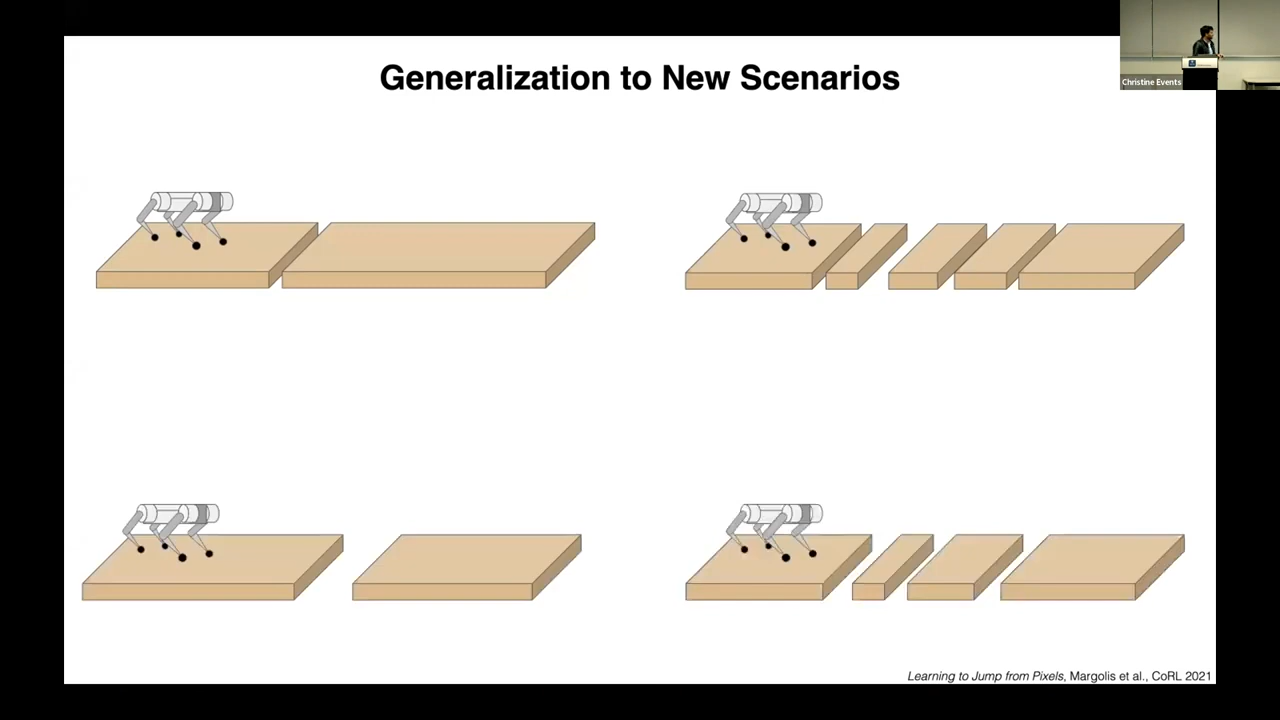 Generalization to New Scenarios
Christine Events
Learning to Jump from Pixels, Margolis et al., CoRL 2021